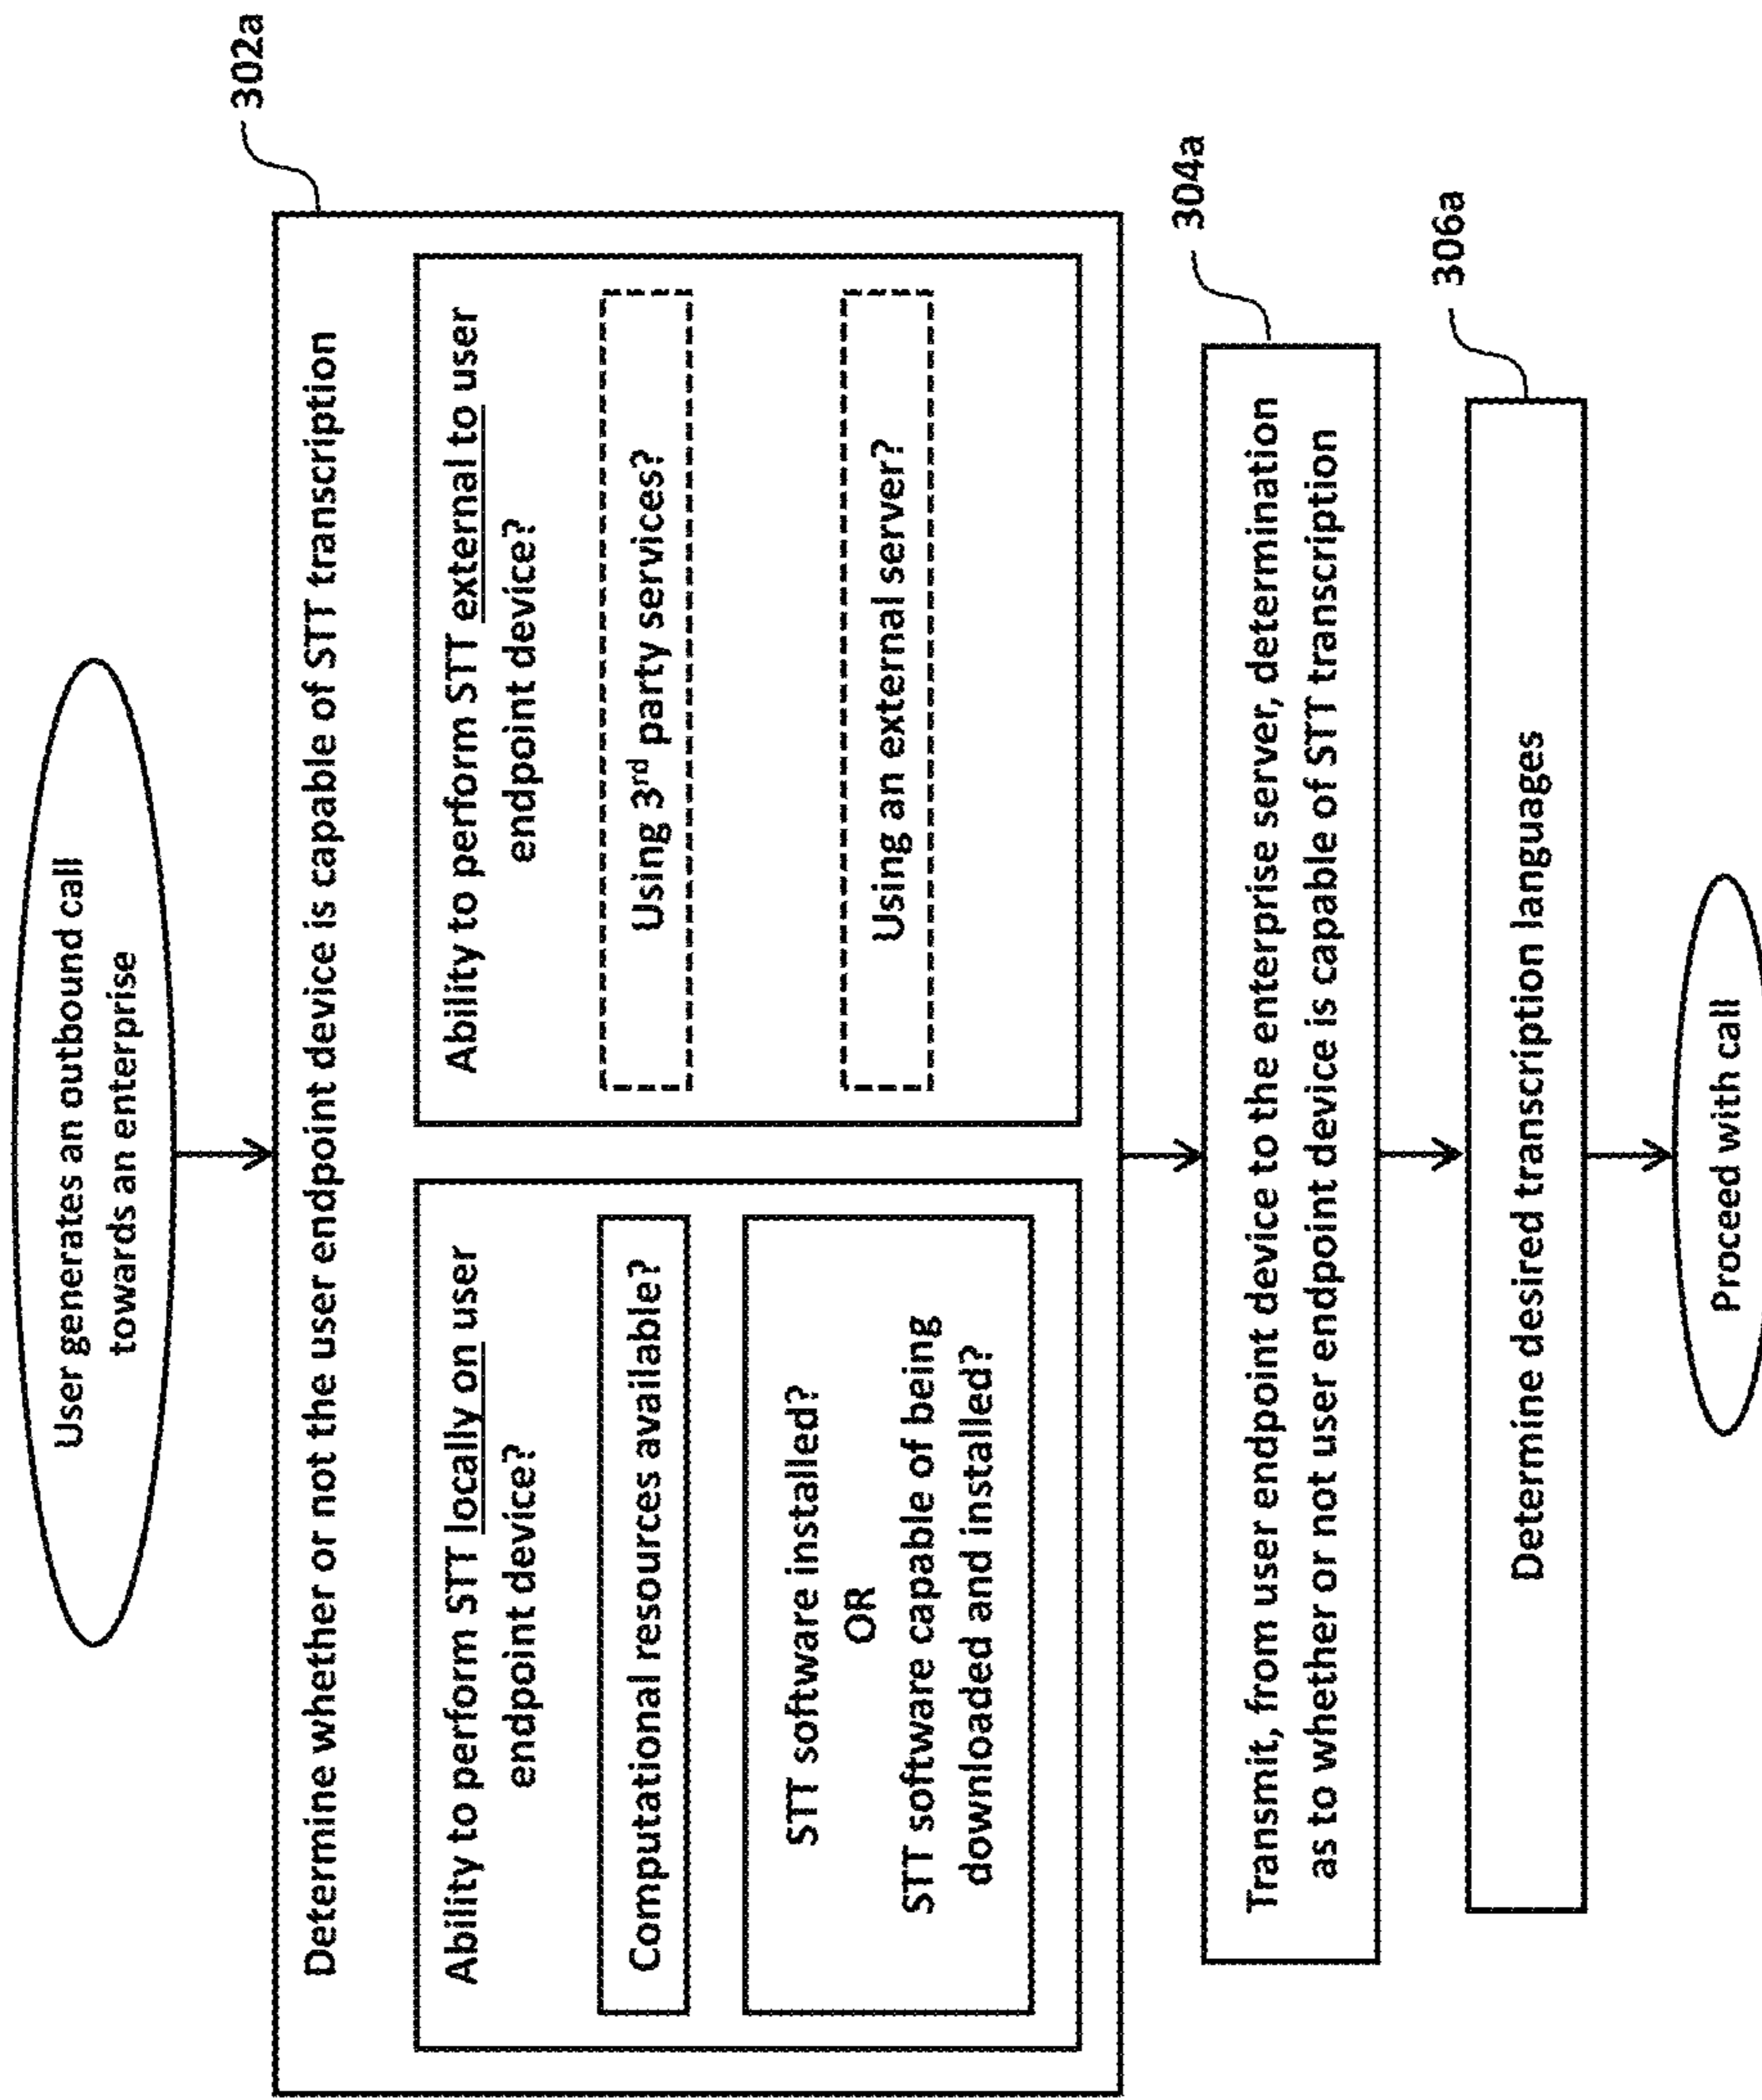 User generates an outbound call
towards an enterprise
302a
Determine whether or not the user endpoint device is capable of STT transcription
Ability to perform STT locally on user
endpoint device?
Computational resources available?
STT software installed?
OR
STT software capable of being
downloaded and installed?
Ability to perform STT external to user
endpoint device?
Using 3rd party services?
Using an external server?
304a
Transmit, from user endpoint device to the enterprise server, determination
as to whether or not user endpoint device is capable of STT transcription
306a
Determine desired transcription languages
Proceed with call